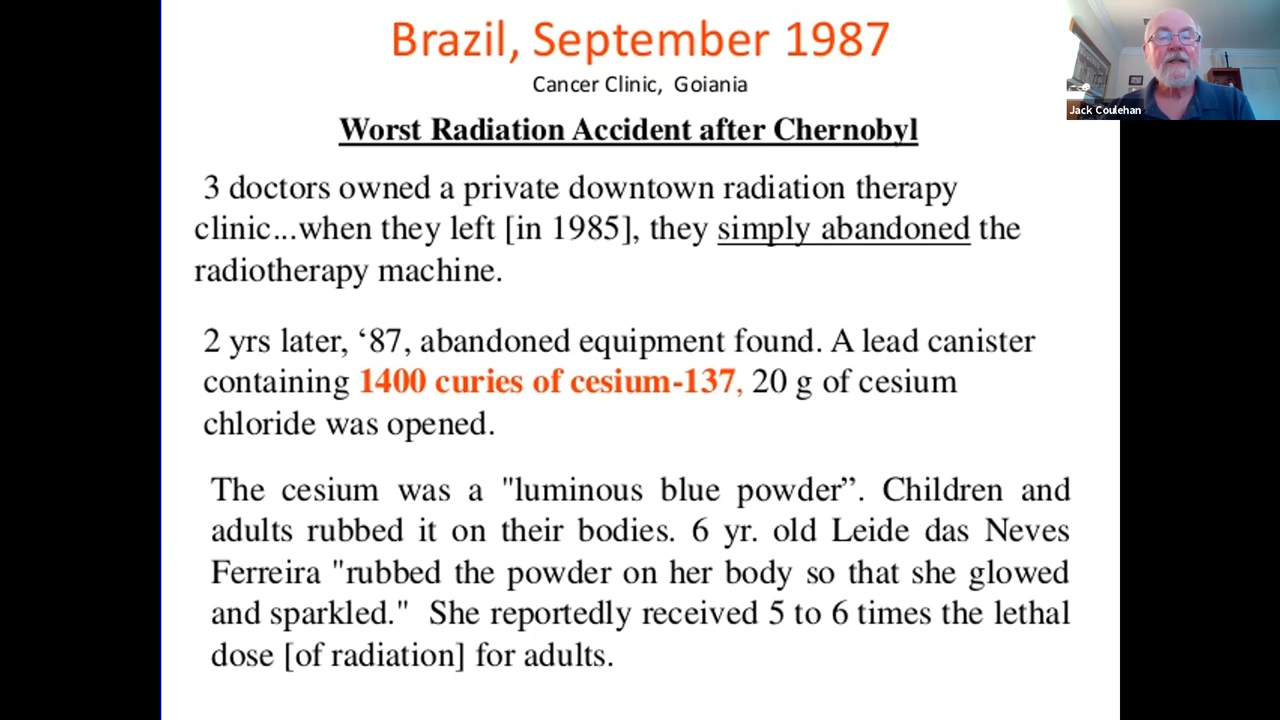 Brazil, September 1987
Cancer Clinic, Goiania
Worst Radiation Accident after Chernobyl
3 doctors owned a private downtown radiation therapy
clinic...when they left [in 1985], they simply abandoned the
radiotherapy machine.
2 yrs later, ‘87, abandoned equipment found. A lead canister
containing 1400 curies of cesium-137, 20 g of cesium
chloride was opened.
The cesium was a "luminous blue powder”. Children and
adults rubbed it on their bodies. 6 yr. old Leide das Neves
Ferreira "rubbed the powder on her body so that she glowed
and sparkled." She reportedly received 5 to 6 times the lethal
dose [of radiation] for adults.
Jack Coulehan